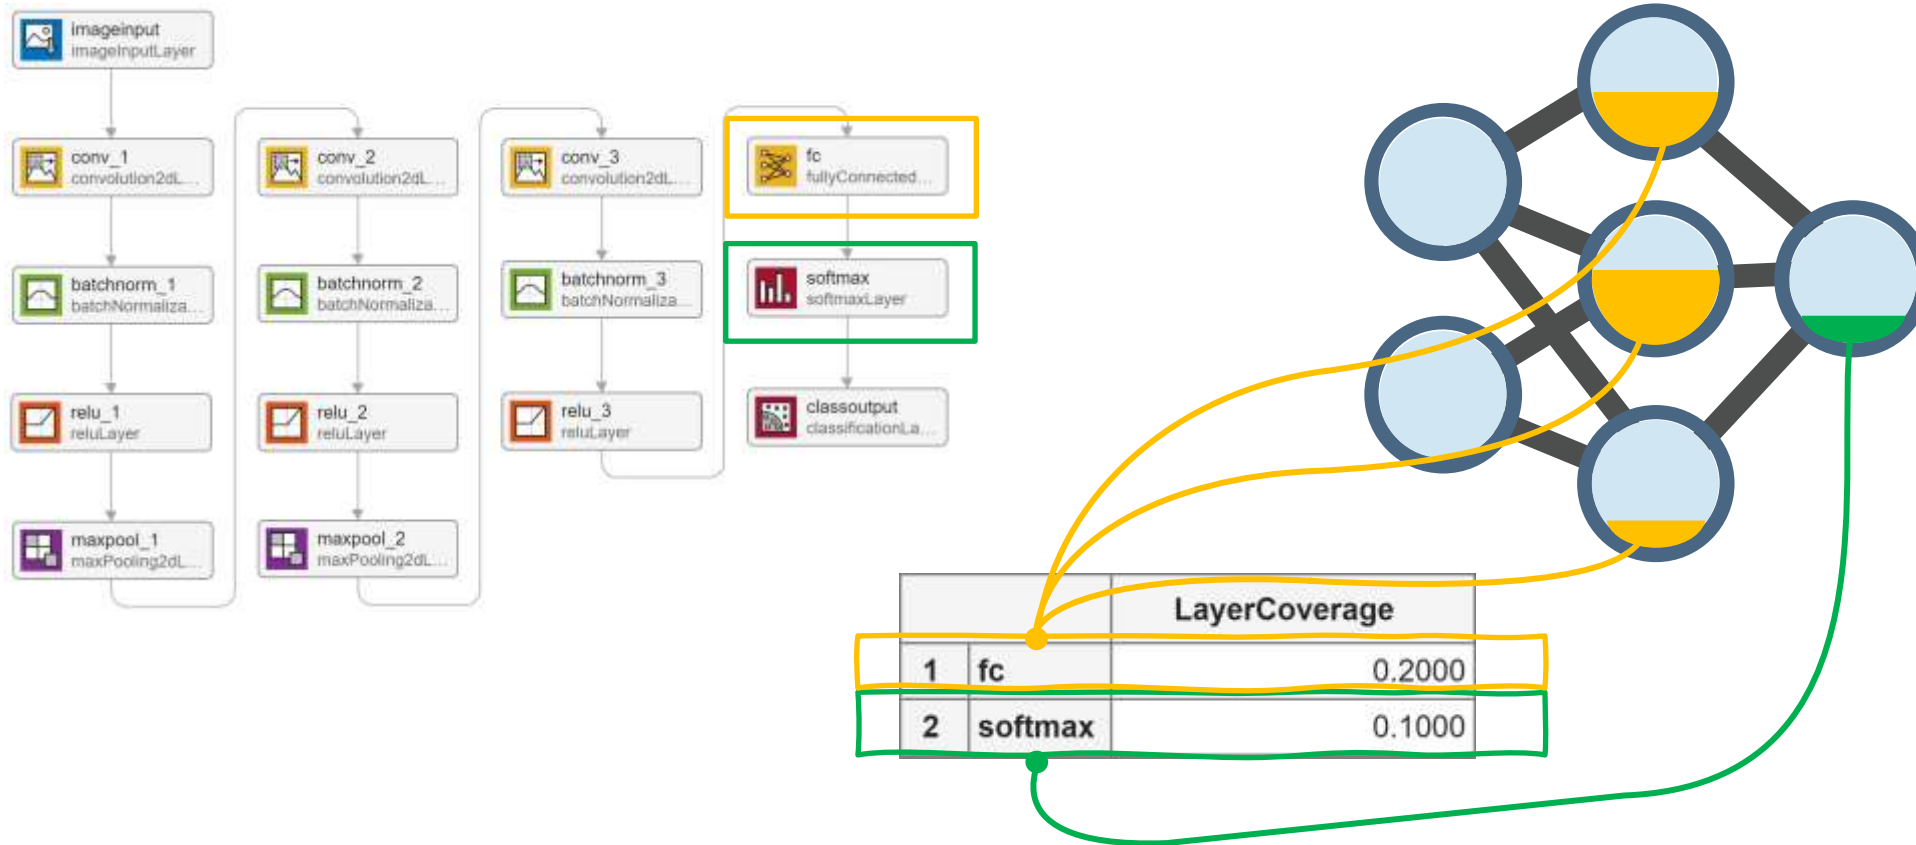 imageinput
imageInputLayer
conv_1
convolution2dL...
batchnorm_1
batchNormaliza...
relu_1
reluLayer
maxpool_1
maxPooling2dL...
conv_2
convolution2dL...
batchnorm_2
batchNormaliza...
relu_2
reluLayer
maxpool_2
maxPooling2dL...
conv_3
convolution2dL...
batchnorm_3
batchNormaliza...
relu_3
reluLayer
fc
fullyConnected...
softmax
softmaxLayer
classoutput
classificationLa...
LayerCoverage
1 fc 0.2000
2 softmax 0.1000